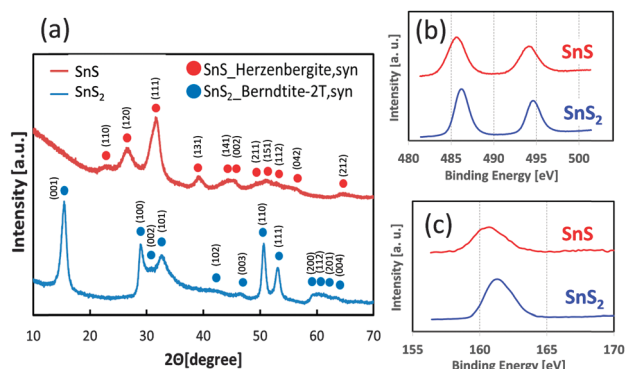 (a)
SnS
SnS2
SnS_Herzenbergite,syn
SnS2_Berndtite-2T,syn
(110)
(120)
(111)
(131)
(141)
(002)
(211)
(151)
(112)
(042)
(212)
(001)
(100)
(002)
(101)
(102)
(003)
(110)
(111)
(200)
(112)
(201)
(004)
Intensity [a.u.]
10 20 30 40 50 60 70
2Θ[degree]
(b)
SnS
SnS2
Intensity [a. u.]
480 485 490 495 500
Binding Energy [eV]
(c)
SnS
SnS2
Intensity [a. u.]
155 160 165 170
Binding Energy [eV]